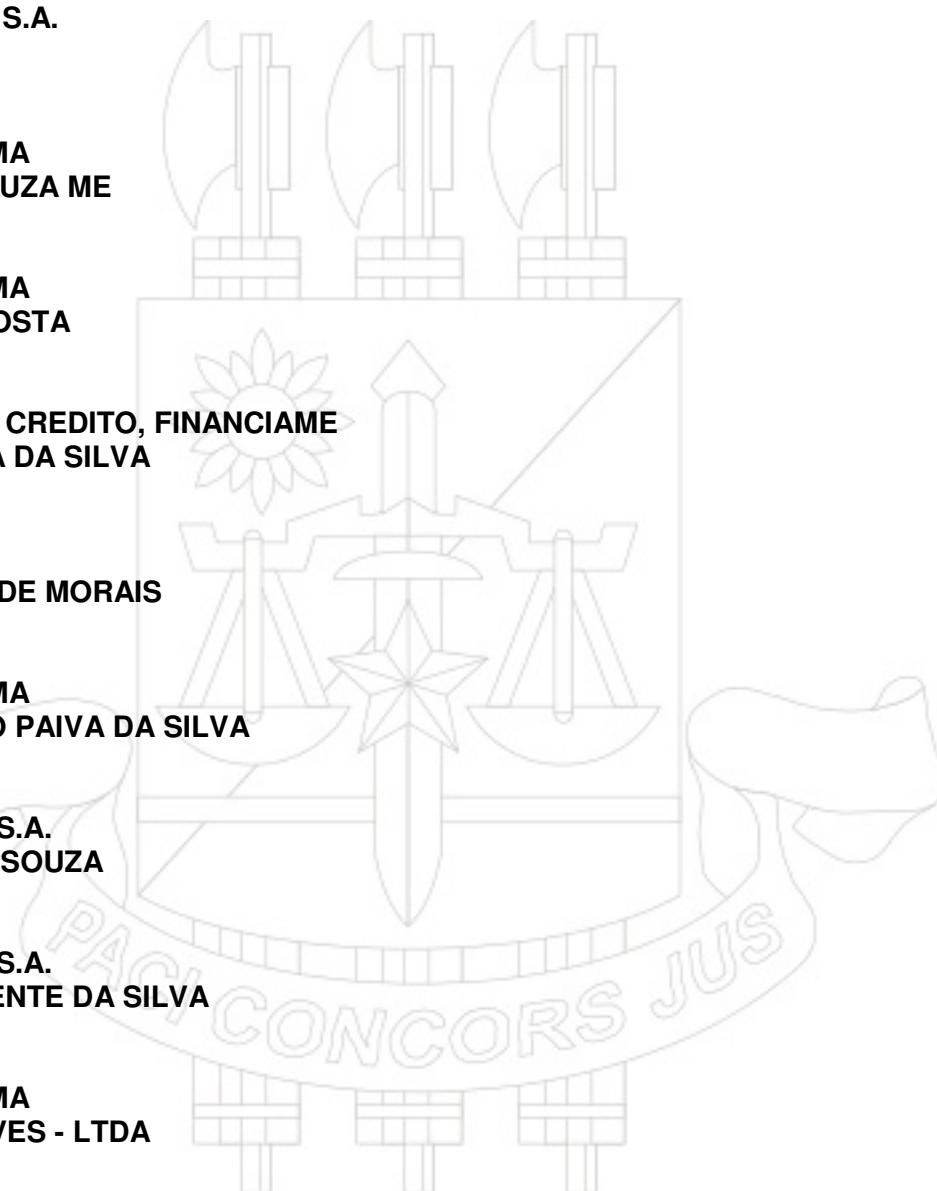 S.A.
MA
UZA ME
MA
OSTA
CREDITO, FINANCIAME
A DA SILVA
DE MORAIS
MA
O PAIVA DA SILVA
S.A.
SOUZA
S.A.
ENTE DA SILVA
MA
VES - LTDA
PACI CONCORS JUS